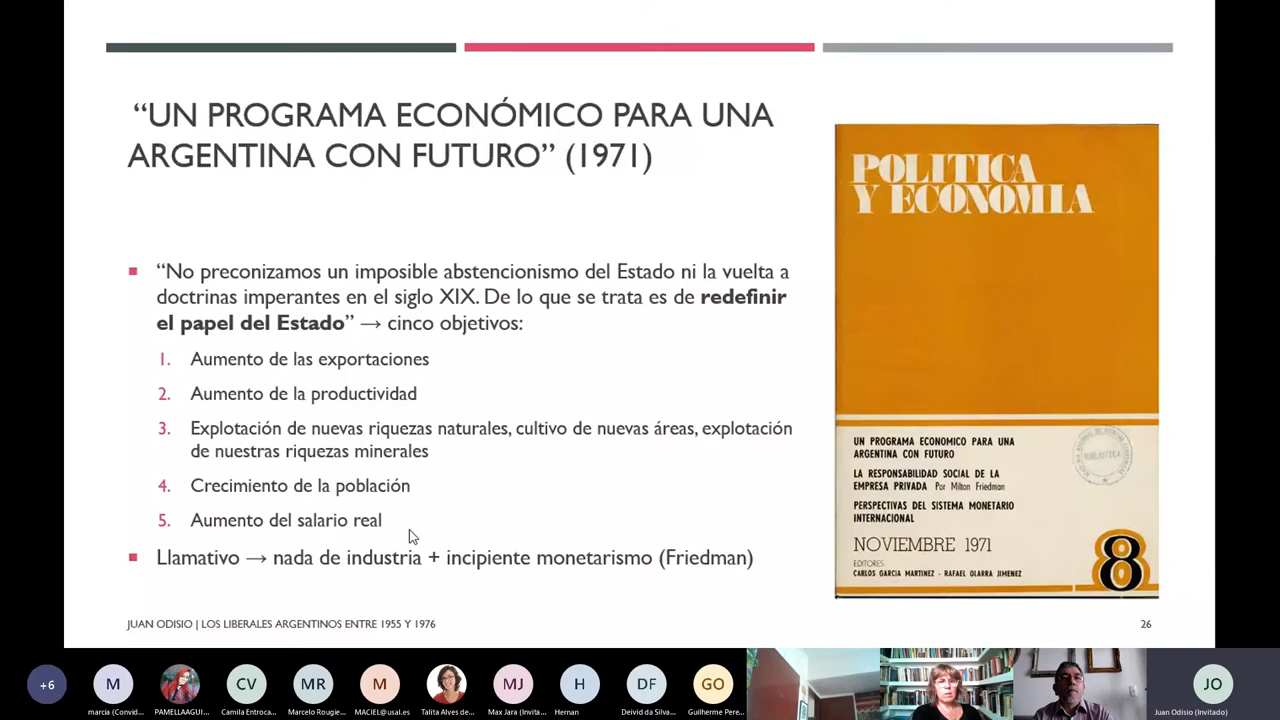 “UN PROGRAMA ECONÓMICO PARA UNA
ARGENTINA CON FUTURO” (1971)
“No preconizamos un imposible abstencionismo del Estado ni la vuelta a
doctrinas imperantes en el siglo XIX. De lo que se trata es de redefinir
el papel del Estado” → cinco objetivos:
1. Aumento de las exportaciones
2. Aumento de la productividad
3. Explotación de nuevas riquezas naturales, cultivo de nuevas áreas, explotación
de nuestras riquezas minerales
4. Crecimiento de la población
5. Aumento del salario real
Llamativo → nada de industria + incipiente monetarismo (Friedman)
POLITICA
Y ECONOMIA
UN PROGRAMA ECONOMICO PARA UNA
ARGENTINA CON FUTURO
LA RESPONSABILIDAD SOCIAL DE LA
EMPRESA PRIVADA Por Milton Friedman
PERSPECTIVAS DEL SISTEMA MONETARIO
INTERNACIONAL
NOVIEMBRE 1971
EDITORES
CARLOS GARCIA MARTINEZ - RAFAEL OLARRA JIMENEZ
8
BIBLIOTECA
JUAN ODISIO | LOS LIBERALES ARGENTINOS ENTRE 1955 Y 1976
26
+6
M
CV
MR
M
MJ
H
DF
GO
JO
marcia (Convid...
PAMELLAAGUI...
Camila Entroca...
Marcelo Rougie...
MACIEL@usal.es
Talita Alves de...
Max Jara (Invita...
Hernan
Deivid da Silva...
Guilherme Pere...
Juan Odisio (Invitado)